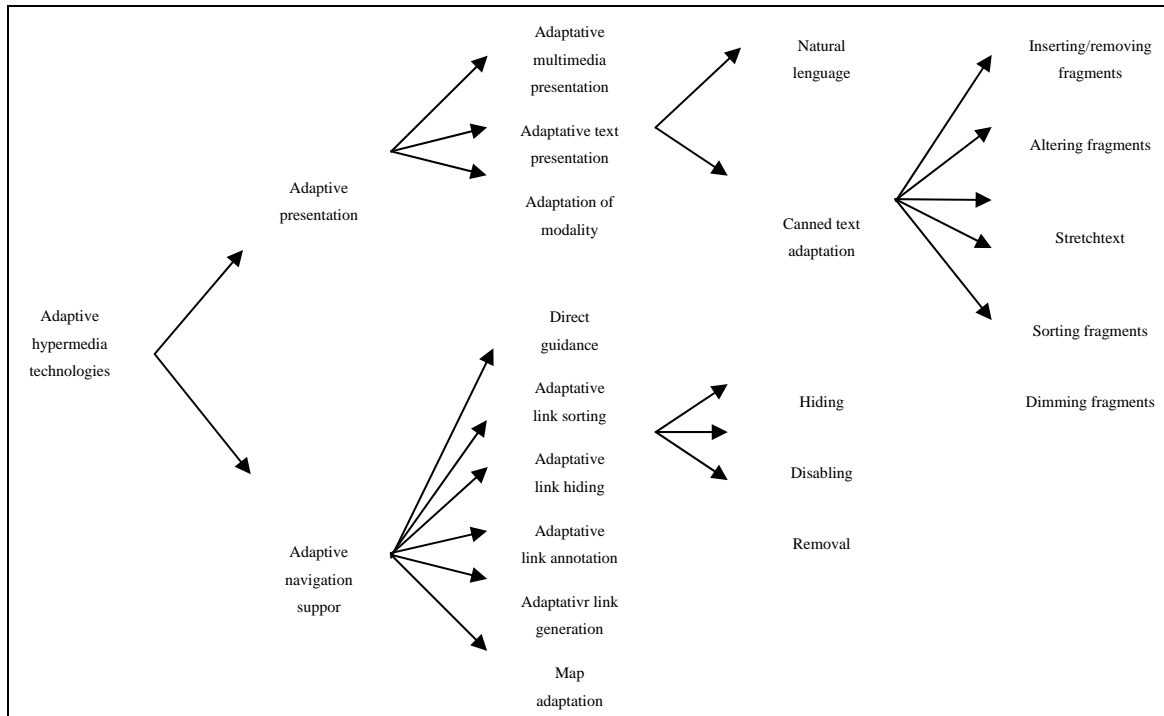 Adaptive
hypermedia
technologies
Adaptive
presentation
Adaptive
navigation
suppor
Adaptative
multimedia
presentation
Adaptative text
presentation
Adaptation of
modality
Direct
guidance
Adaptative
link sorting
Adaptative
link hiding
Adaptative
link annotation
Adaptativr link
generation
Map
adaptation
Natural
lenguage
Canned text
adaptation
Hiding
Disabling
Removal
Inserting/removing
fragments
Altering fragments
Stretchtext
Sorting fragments
Dimming fragments